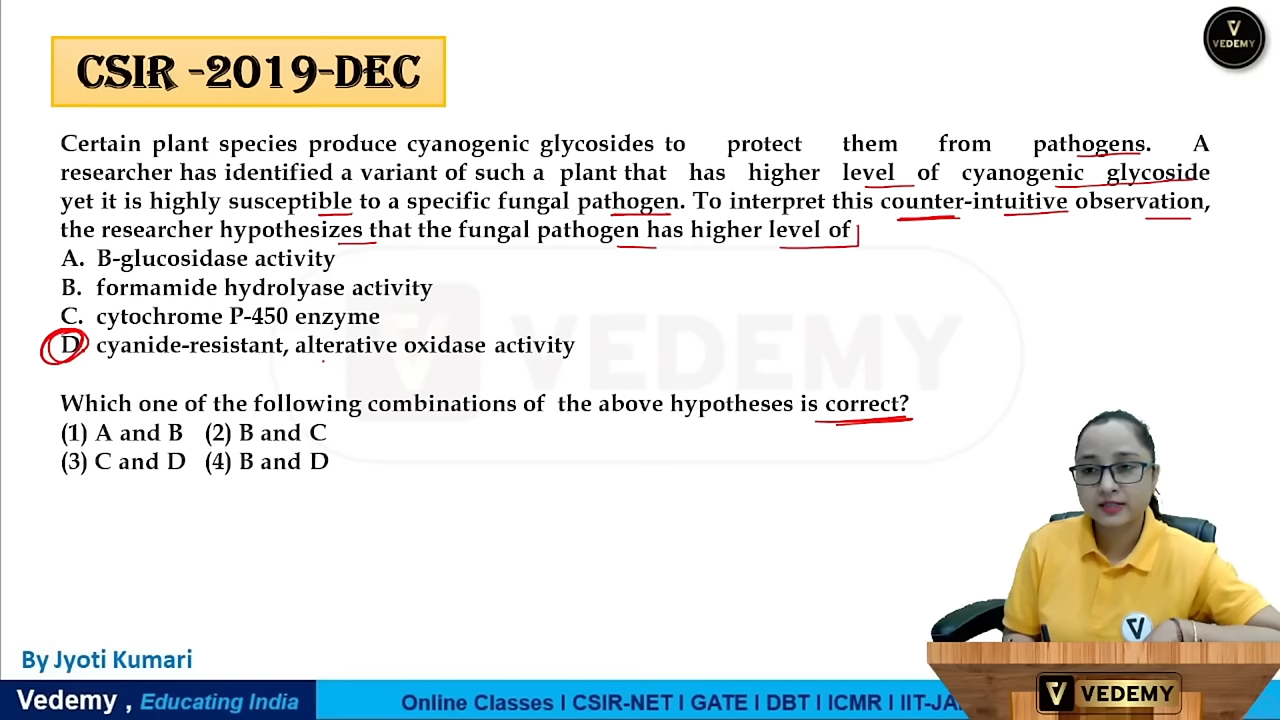 CSIR -2019-DEC
VEDEMY
Certain plant species produce cyanogenic glycosides to protect them from pathogens. A
researcher has identified a variant of such a plant that has higher level of cyanogenic glycoside
yet it is highly susceptible to a specific fungal pathogen. To interpret this counter-intuitive observation,
the researcher hypothesizes that the fungal pathogen has higher level of
A. B-glucosidase activity
B. formamide hydrolyase activity
C. cytochrome P-450 enzyme
D. cyanide-resistant, alterative oxidase activity
VEDEMY
Which one of the following combinations of the above hypotheses is correct?
(1) A and B (2) B and C
(3) C and D (4) B and D
By Jyoti Kumari
Vedemy , Educating India
Online Classes I CSIR-NET I GATE I DBT I ICMR I IIT-JA
VEDEMY